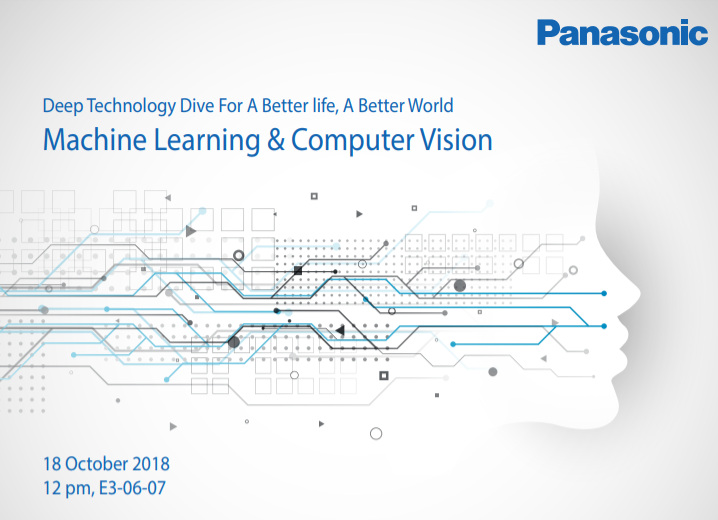 Panasonic
Deep Technology Dive For A Better life, A Better World
Machine Learning & Computer Vision
18 October 2018
12 pm, E3-06-07